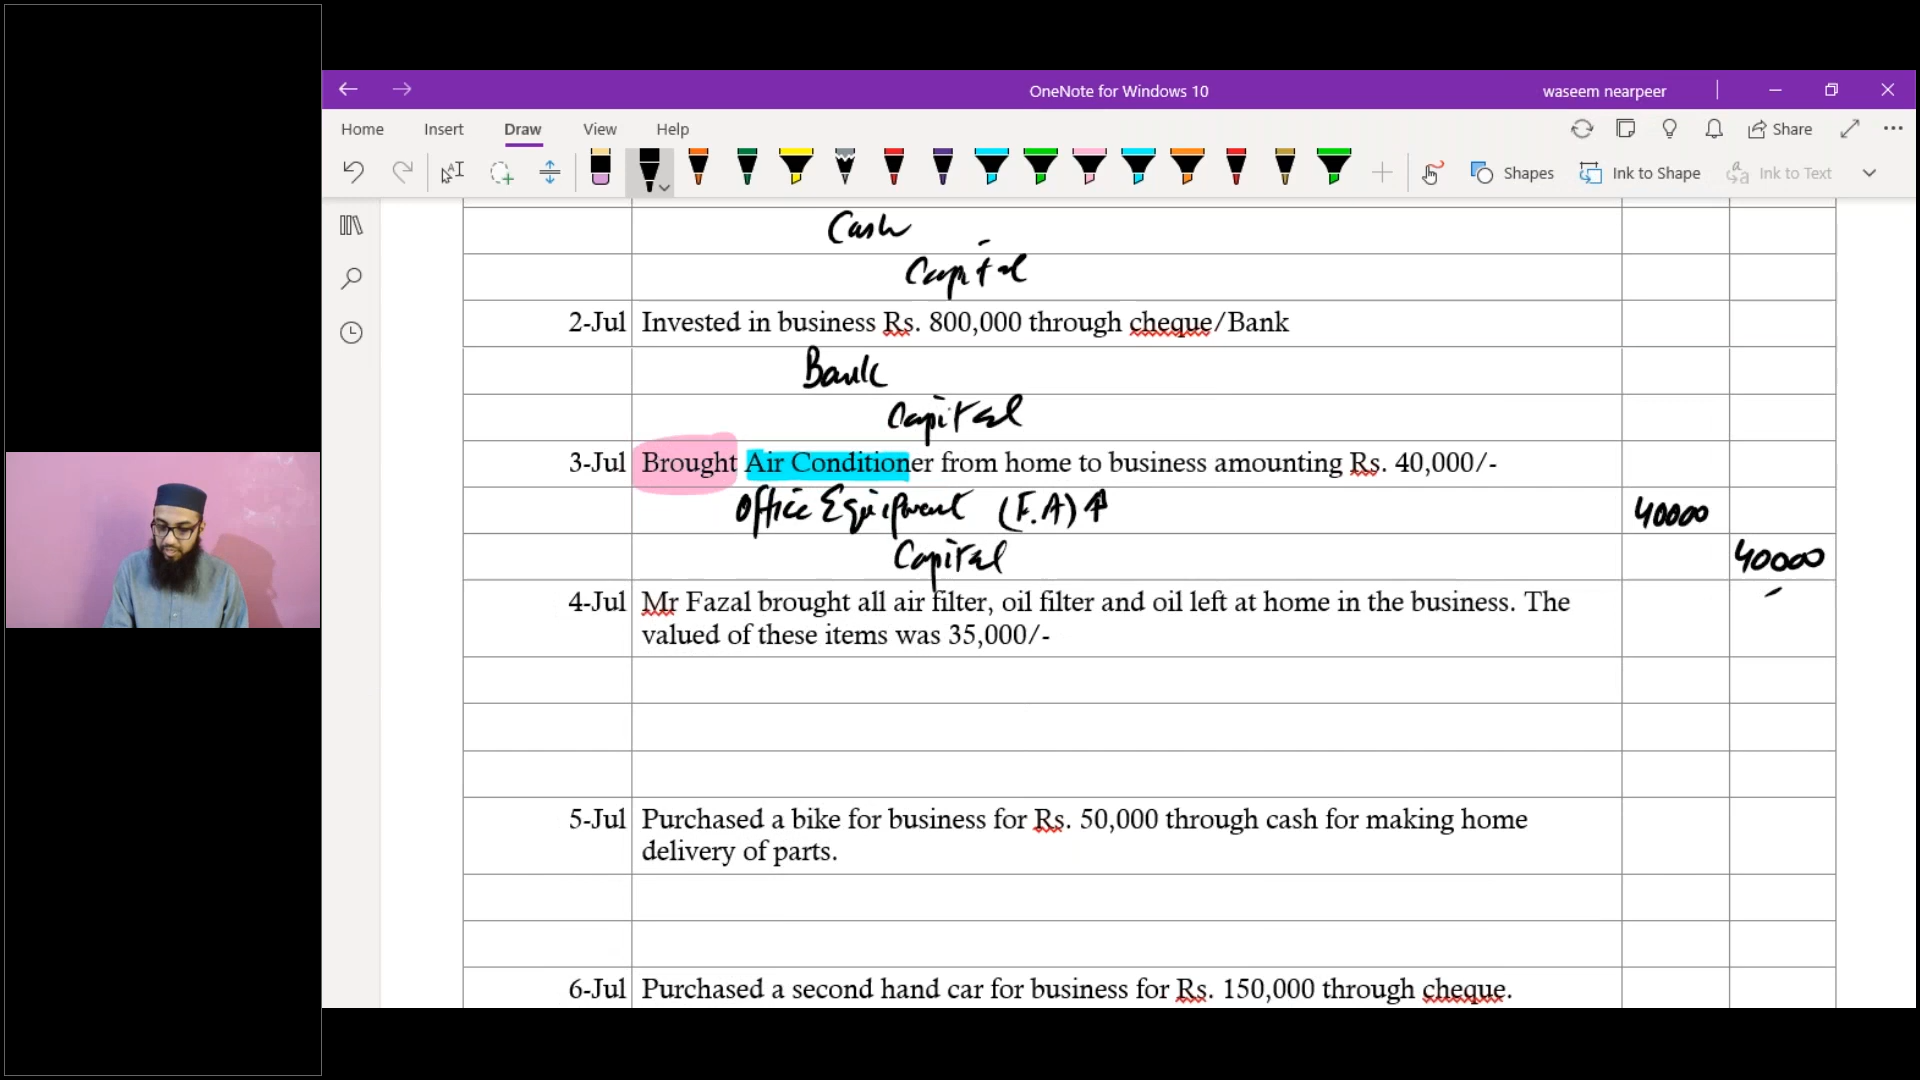 OneNote for Windows 10
waseem nearpeer
Home Insert Draw View Help
Share
Shapes Ink to Shape Ink to Text
Cash
Capital
2-Jul Invested in business Rs. 800,000 through cheque/Bank
Bank
Capital
3-Jul Brought Air Conditioner from home to business amounting Rs. 40,000/-
Office Equipment (F.A) ↑ 40000
Capital 40000
4-Jul Mr Fazal brought all air filter, oil filter and oil left at home in the business. The
valued of these items was 35,000/-
5-Jul Purchased a bike for business for Rs. 50,000 through cash for making home
delivery of parts.
6-Jul Purchased a second hand car for business for Rs. 150,000 through cheque.